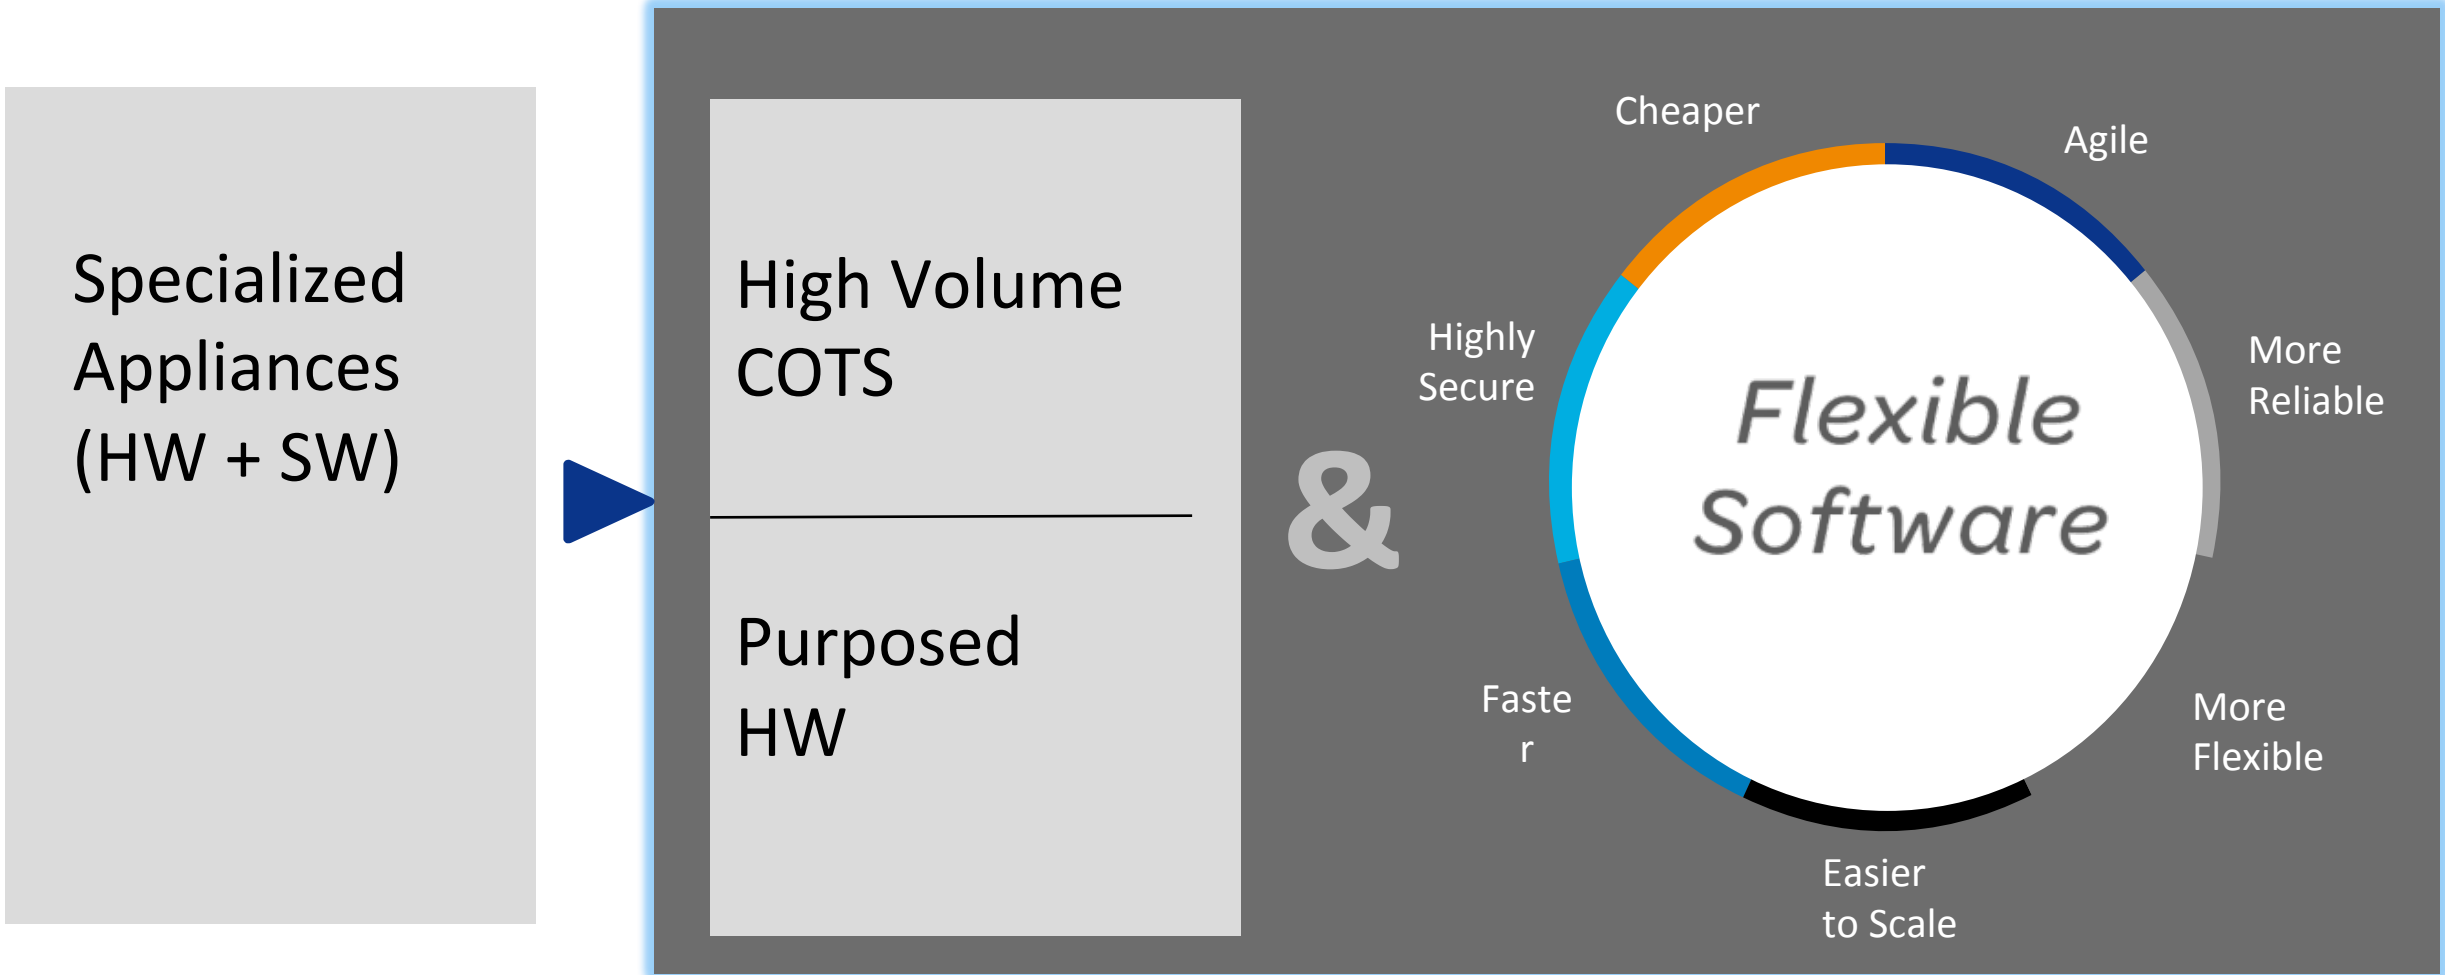 Specialized
Appliances
(HW + SW)
High Volume
COTS
Purposed
HW
&
Cheaper
Agile
More
Reliable
More
Flexible
Easier
to Scale
Faste
r
Highly
Secure
Flexible
Software